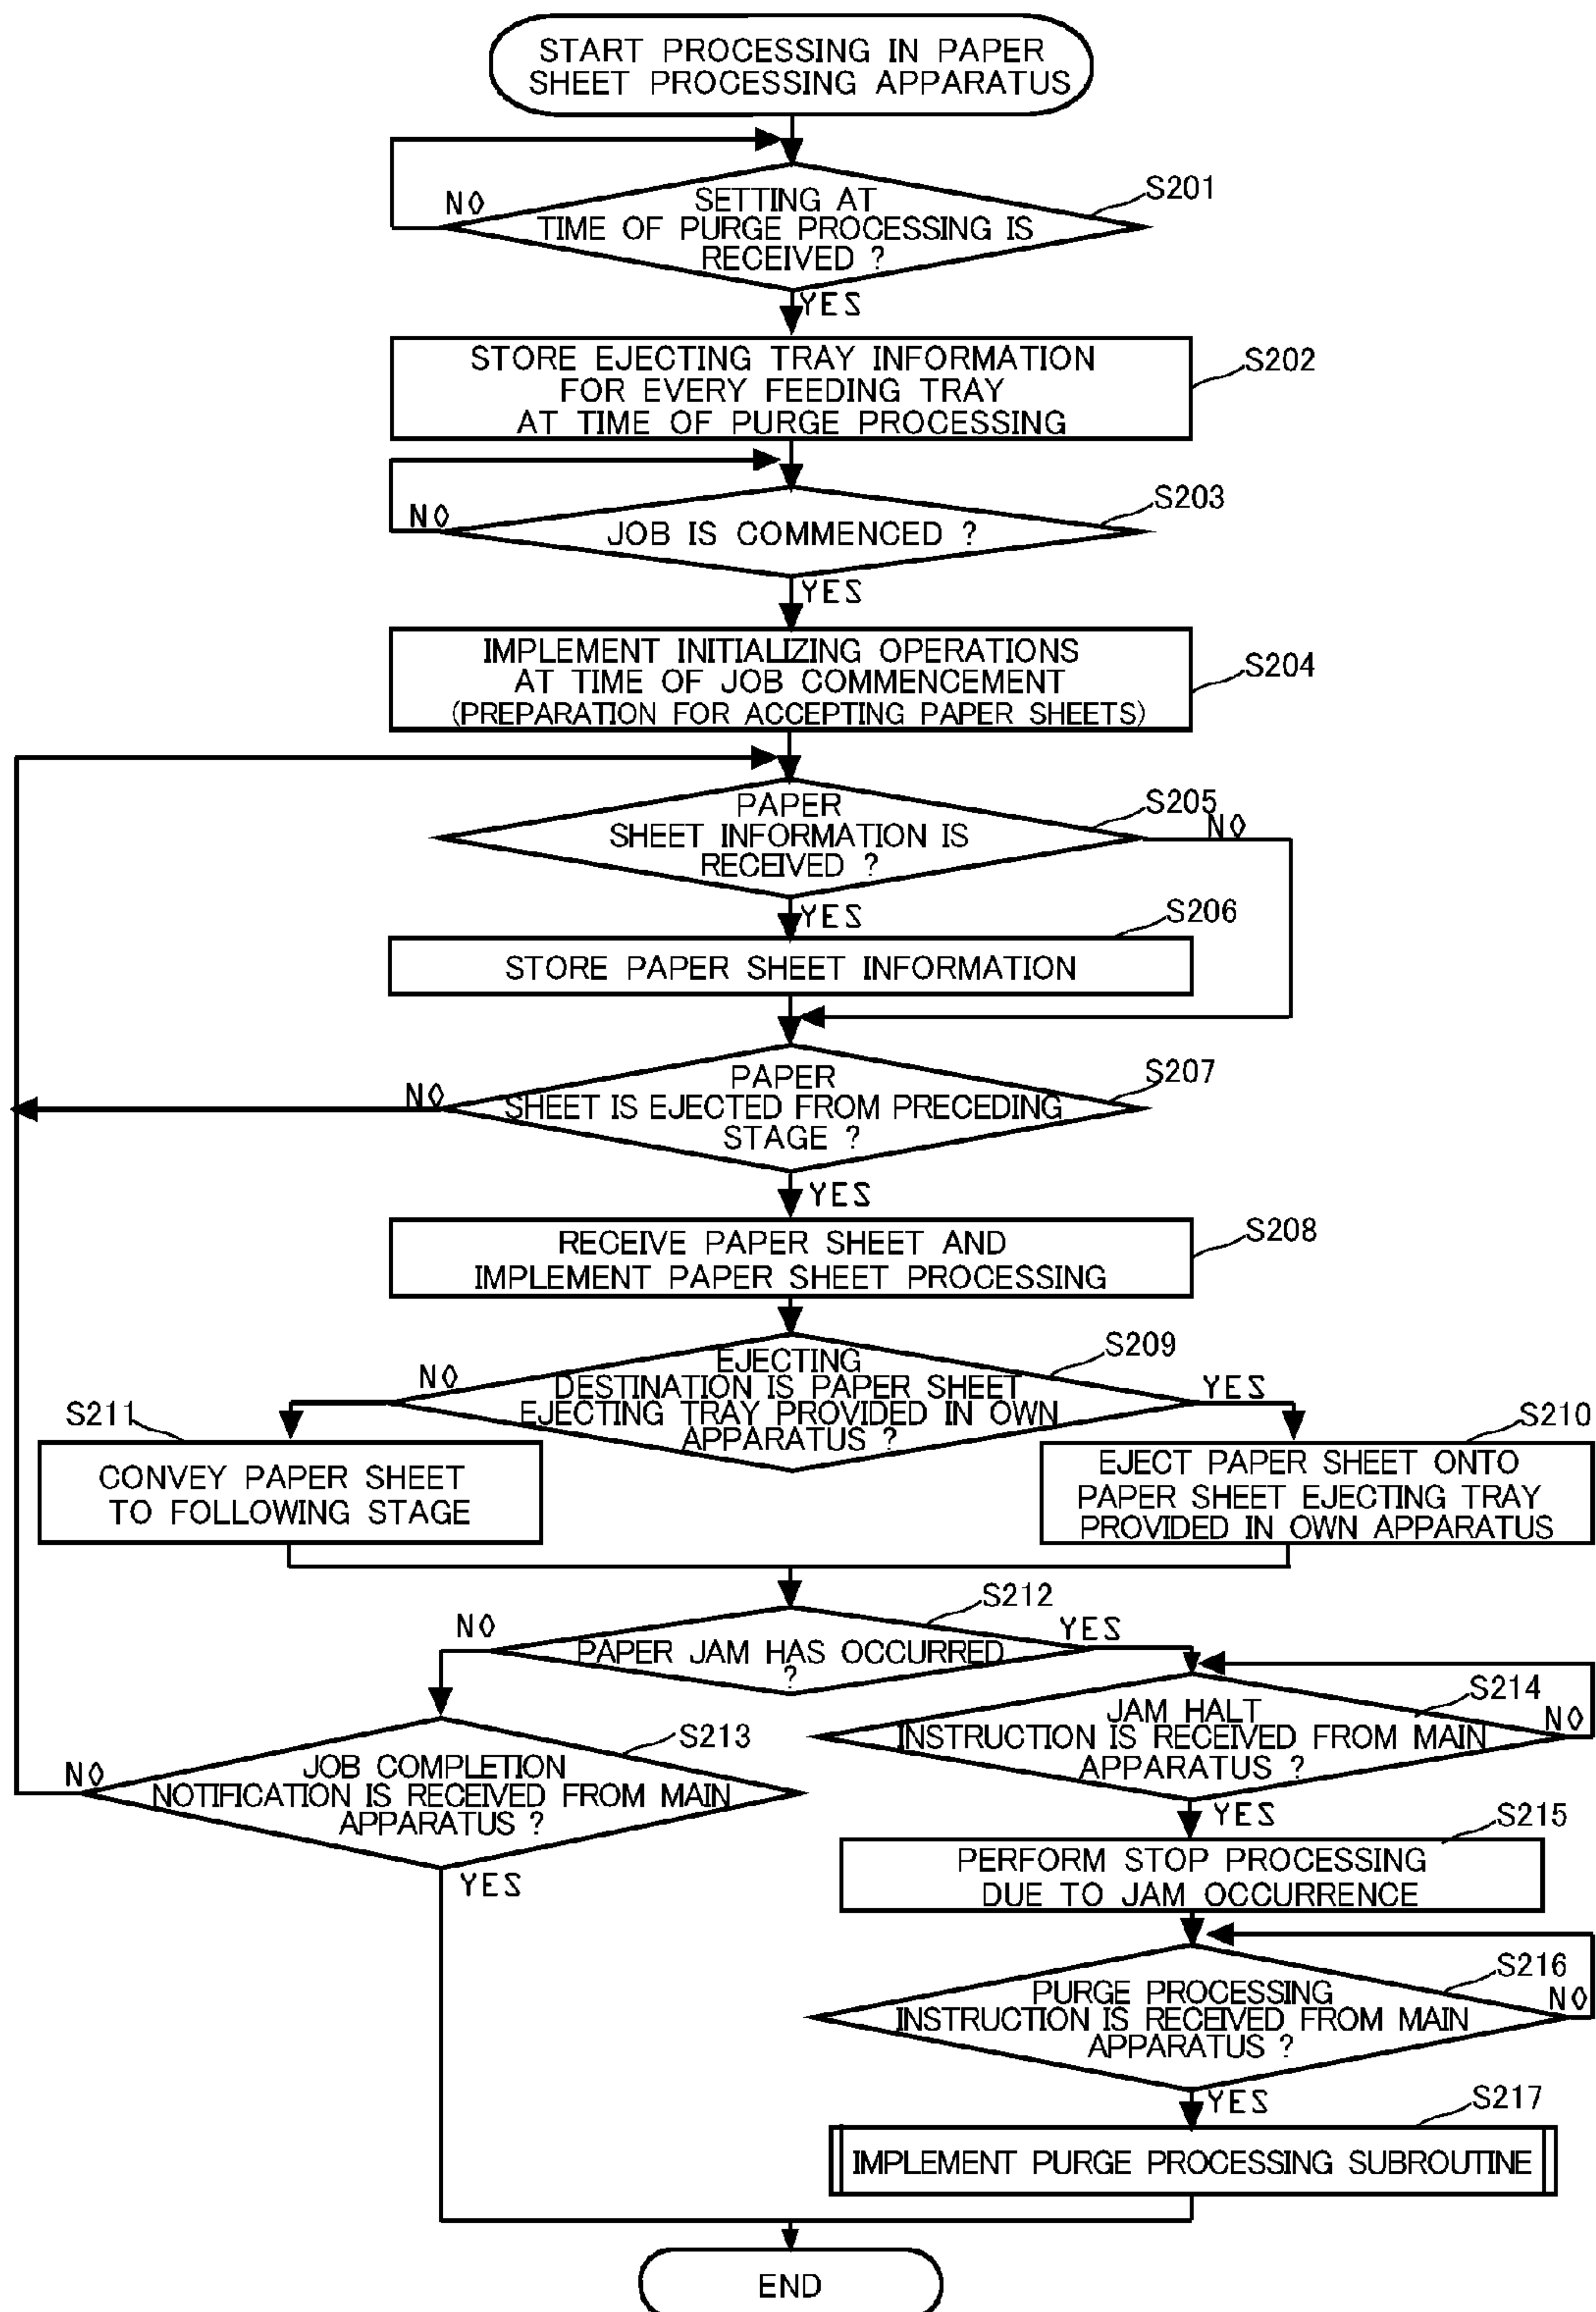 START PROCESSING IN PAPER
SHEET PROCESSING APPARATUS
S201
NO
SETTING AT
TIME OF PURGE PROCESSING IS
RECEIVED ?
YES
STORE EJECTING TRAY INFORMATION
FOR EVERY FEEDING TRAY
AT TIME OF PURGE PROCESSING
S202
S203
NO
JOB IS COMMENCED ?
YES
IMPLEMENT INITIALIZING OPERATIONS
AT TIME OF JOB COMMENCEMENT
(PREPARATION FOR ACCEPTING PAPER SHEETS)
S204
S205
NO
PAPER
SHEET INFORMATION IS
RECEIVED ?
YES
S206
STORE PAPER SHEET INFORMATION
S207
NO
PAPER
SHEET IS EJECTED FROM PRECEDING
STAGE ?
YES
S208
RECEIVE PAPER SHEET AND
IMPLEMENT PAPER SHEET PROCESSING
S209
NO
EJECTING
DESTINATION IS PAPER SHEET
EJECTING TRAY PROVIDED IN OWN
APPARATUS ?
YES
S211
CONVEY PAPER SHEET
TO FOLLOWING STAGE
S210
EJECT PAPER SHEET ONTO
PAPER SHEET EJECTING TRAY
PROVIDED IN OWN APPARATUS
S212
NO
YES
PAPER JAM HAS OCCURRED
?
S213
NO
JOB COMPLETION
NOTIFICATION IS RECEIVED FROM MAIN
APPARATUS ?
YES
S214
JAM HALT
INSTRUCTION IS RECEIVED FROM MAIN
APPARATUS ?
NO
YES
S215
PERFORM STOP PROCESSING
DUE TO JAM OCCURRENCE
S216
PURGE PROCESSING
INSTRUCTION IS RECEIVED FROM MAIN
APPARATUS ?
NO
YES
S217
IMPLEMENT PURGE PROCESSING SUBROUTINE
END